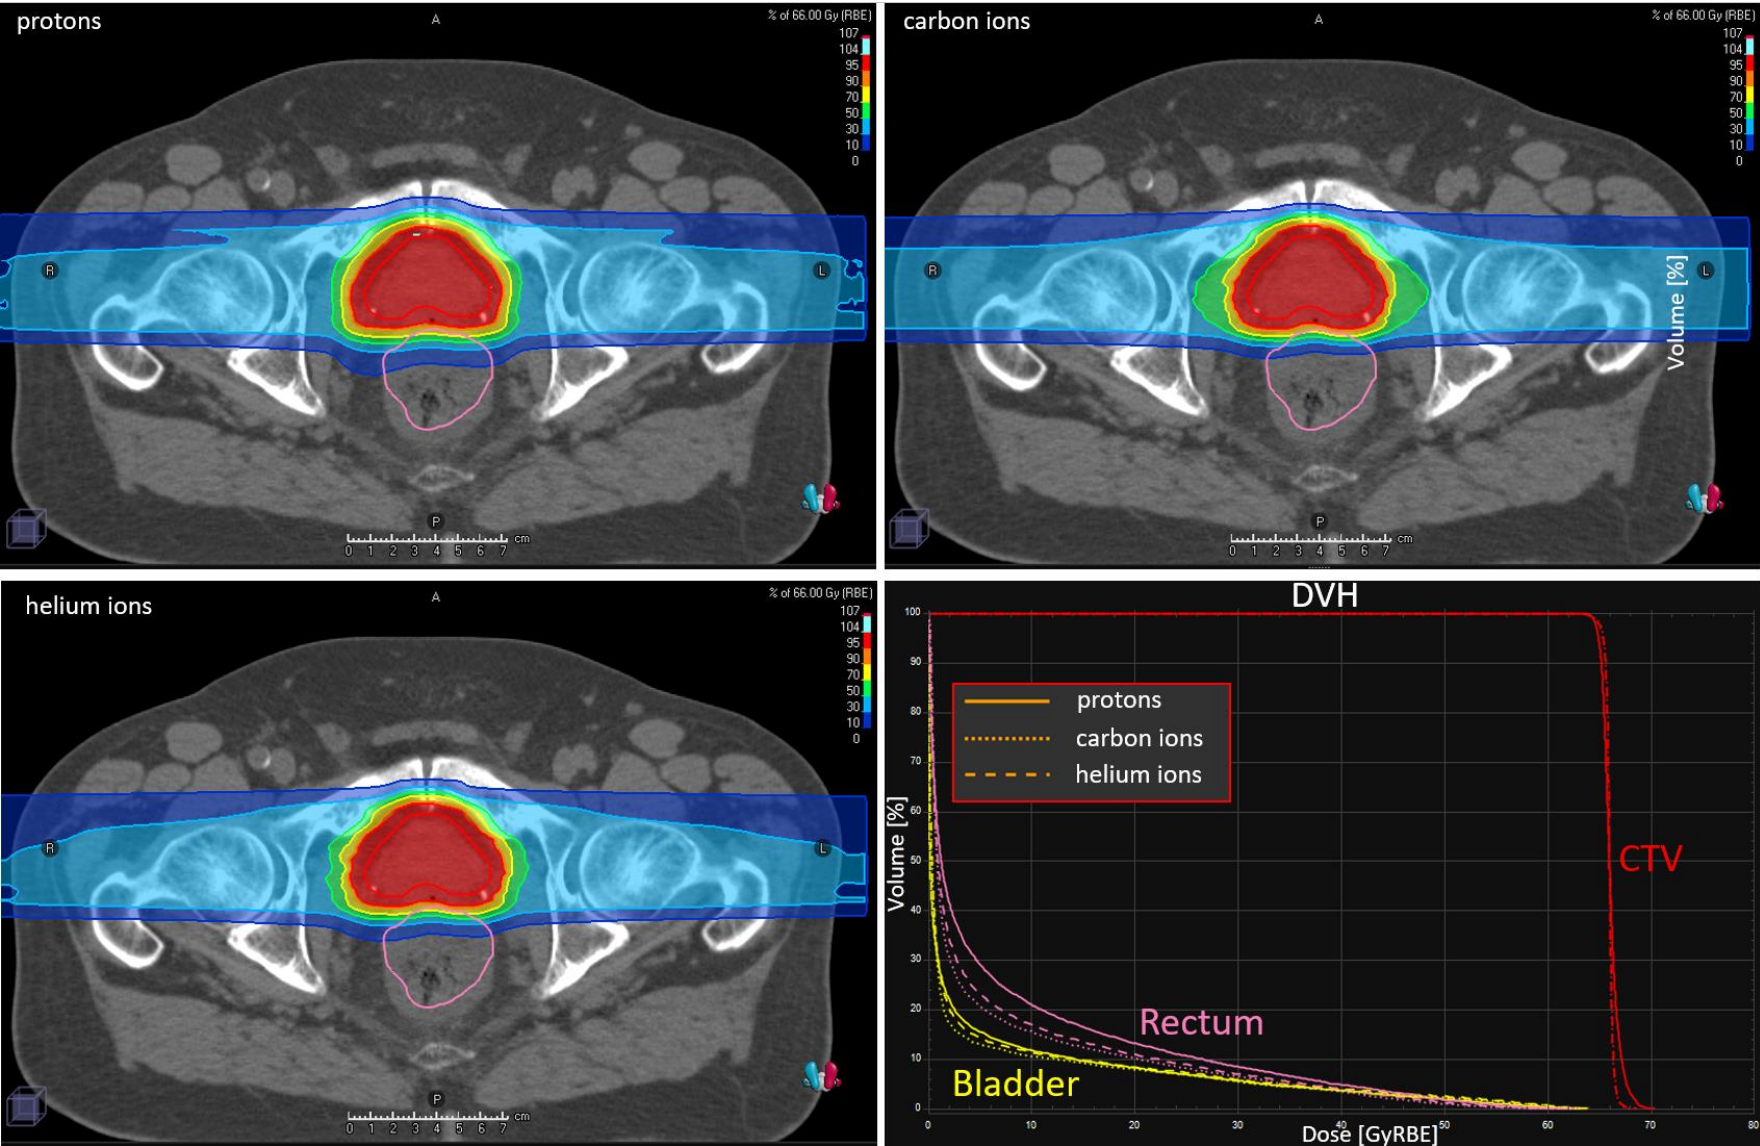 protons
A
% of 66.00 Gy (RBE)
107
104
95
90
70
50
30
10
0
R
L
P
0 1 2 3 4 5 6 7 cm
carbon ions
A
% of 66.00 Gy (RBE)
107
104
95
90
70
50
30
10
0
R
L
Volume [%]
P
0 1 2 3 4 5 6 7 cm
helium ions
A
% of 66.00 Gy (RBE)
107
104
95
90
70
50
30
10
0
R
L
P
0 1 2 3 4 5 6 7 cm
DVH
100
90
80
70
60
50
40
30
20
10
0
Volume [%]
protons
carbon ions
helium ions
CTV
Rectum
Bladder
0 10 20 30 40 50 60 70 80
Dose [GyRBE]